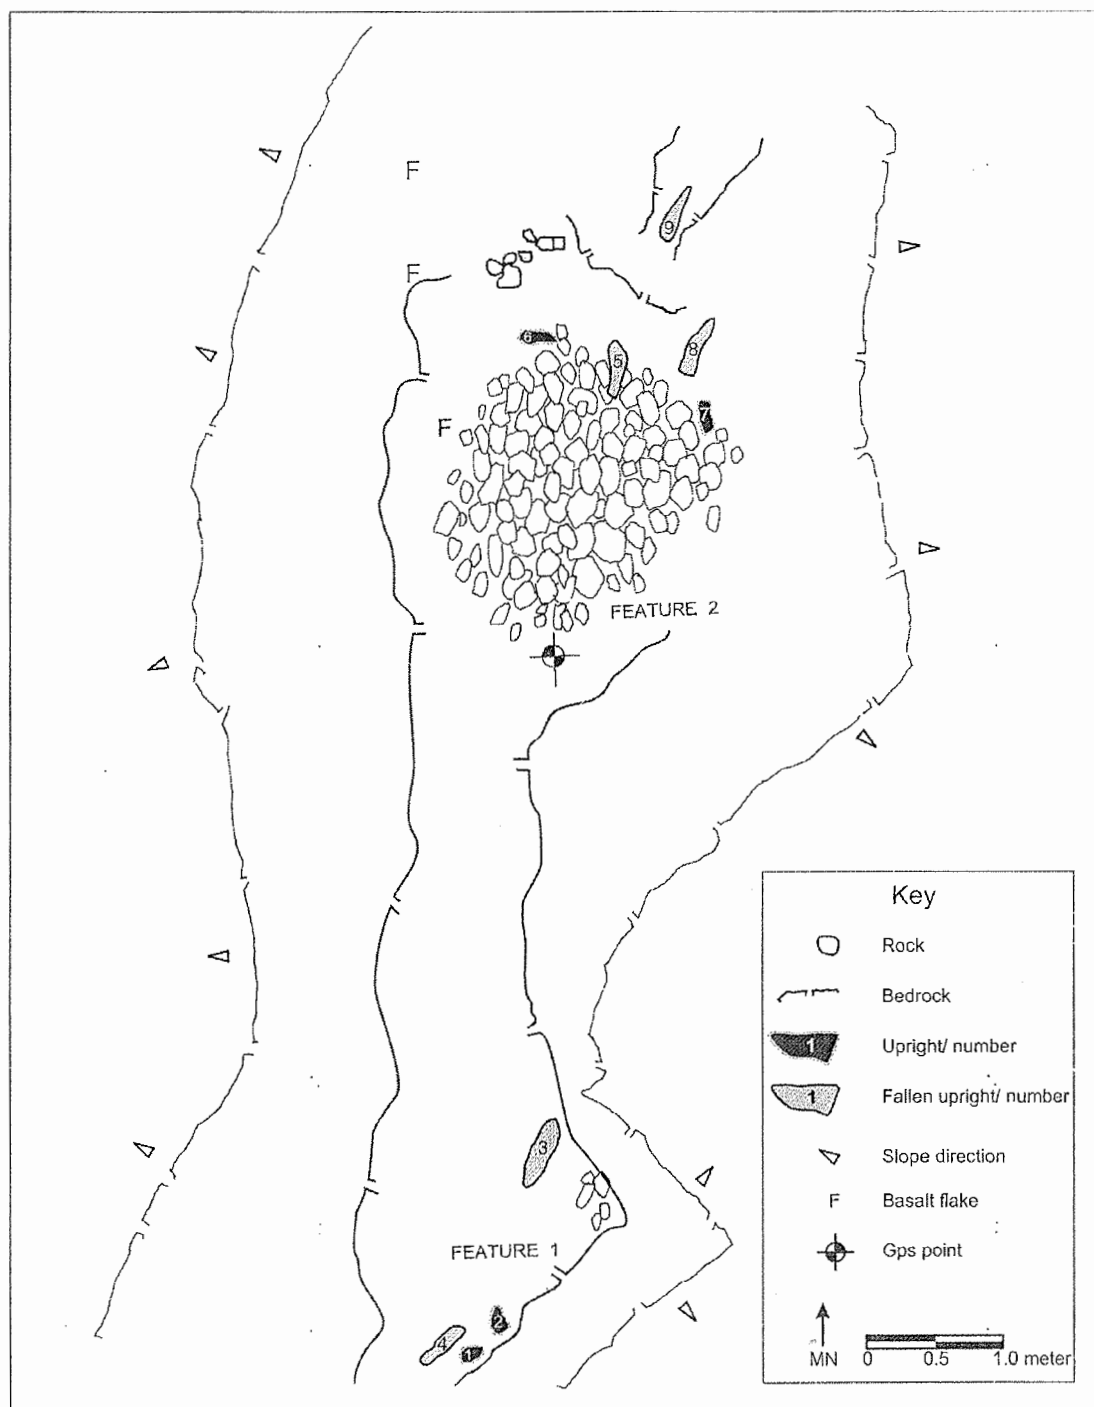 F
9
F
6
5
8
7
F
FEATURE 2
3
FEATURE 1
2
4
1
Key
Rock
Bedrock
1 Upright/ number
1 Fallen upright/ number
Slope direction
F Basalt flake
Gps point
MN 0 0.5 1.0 meter